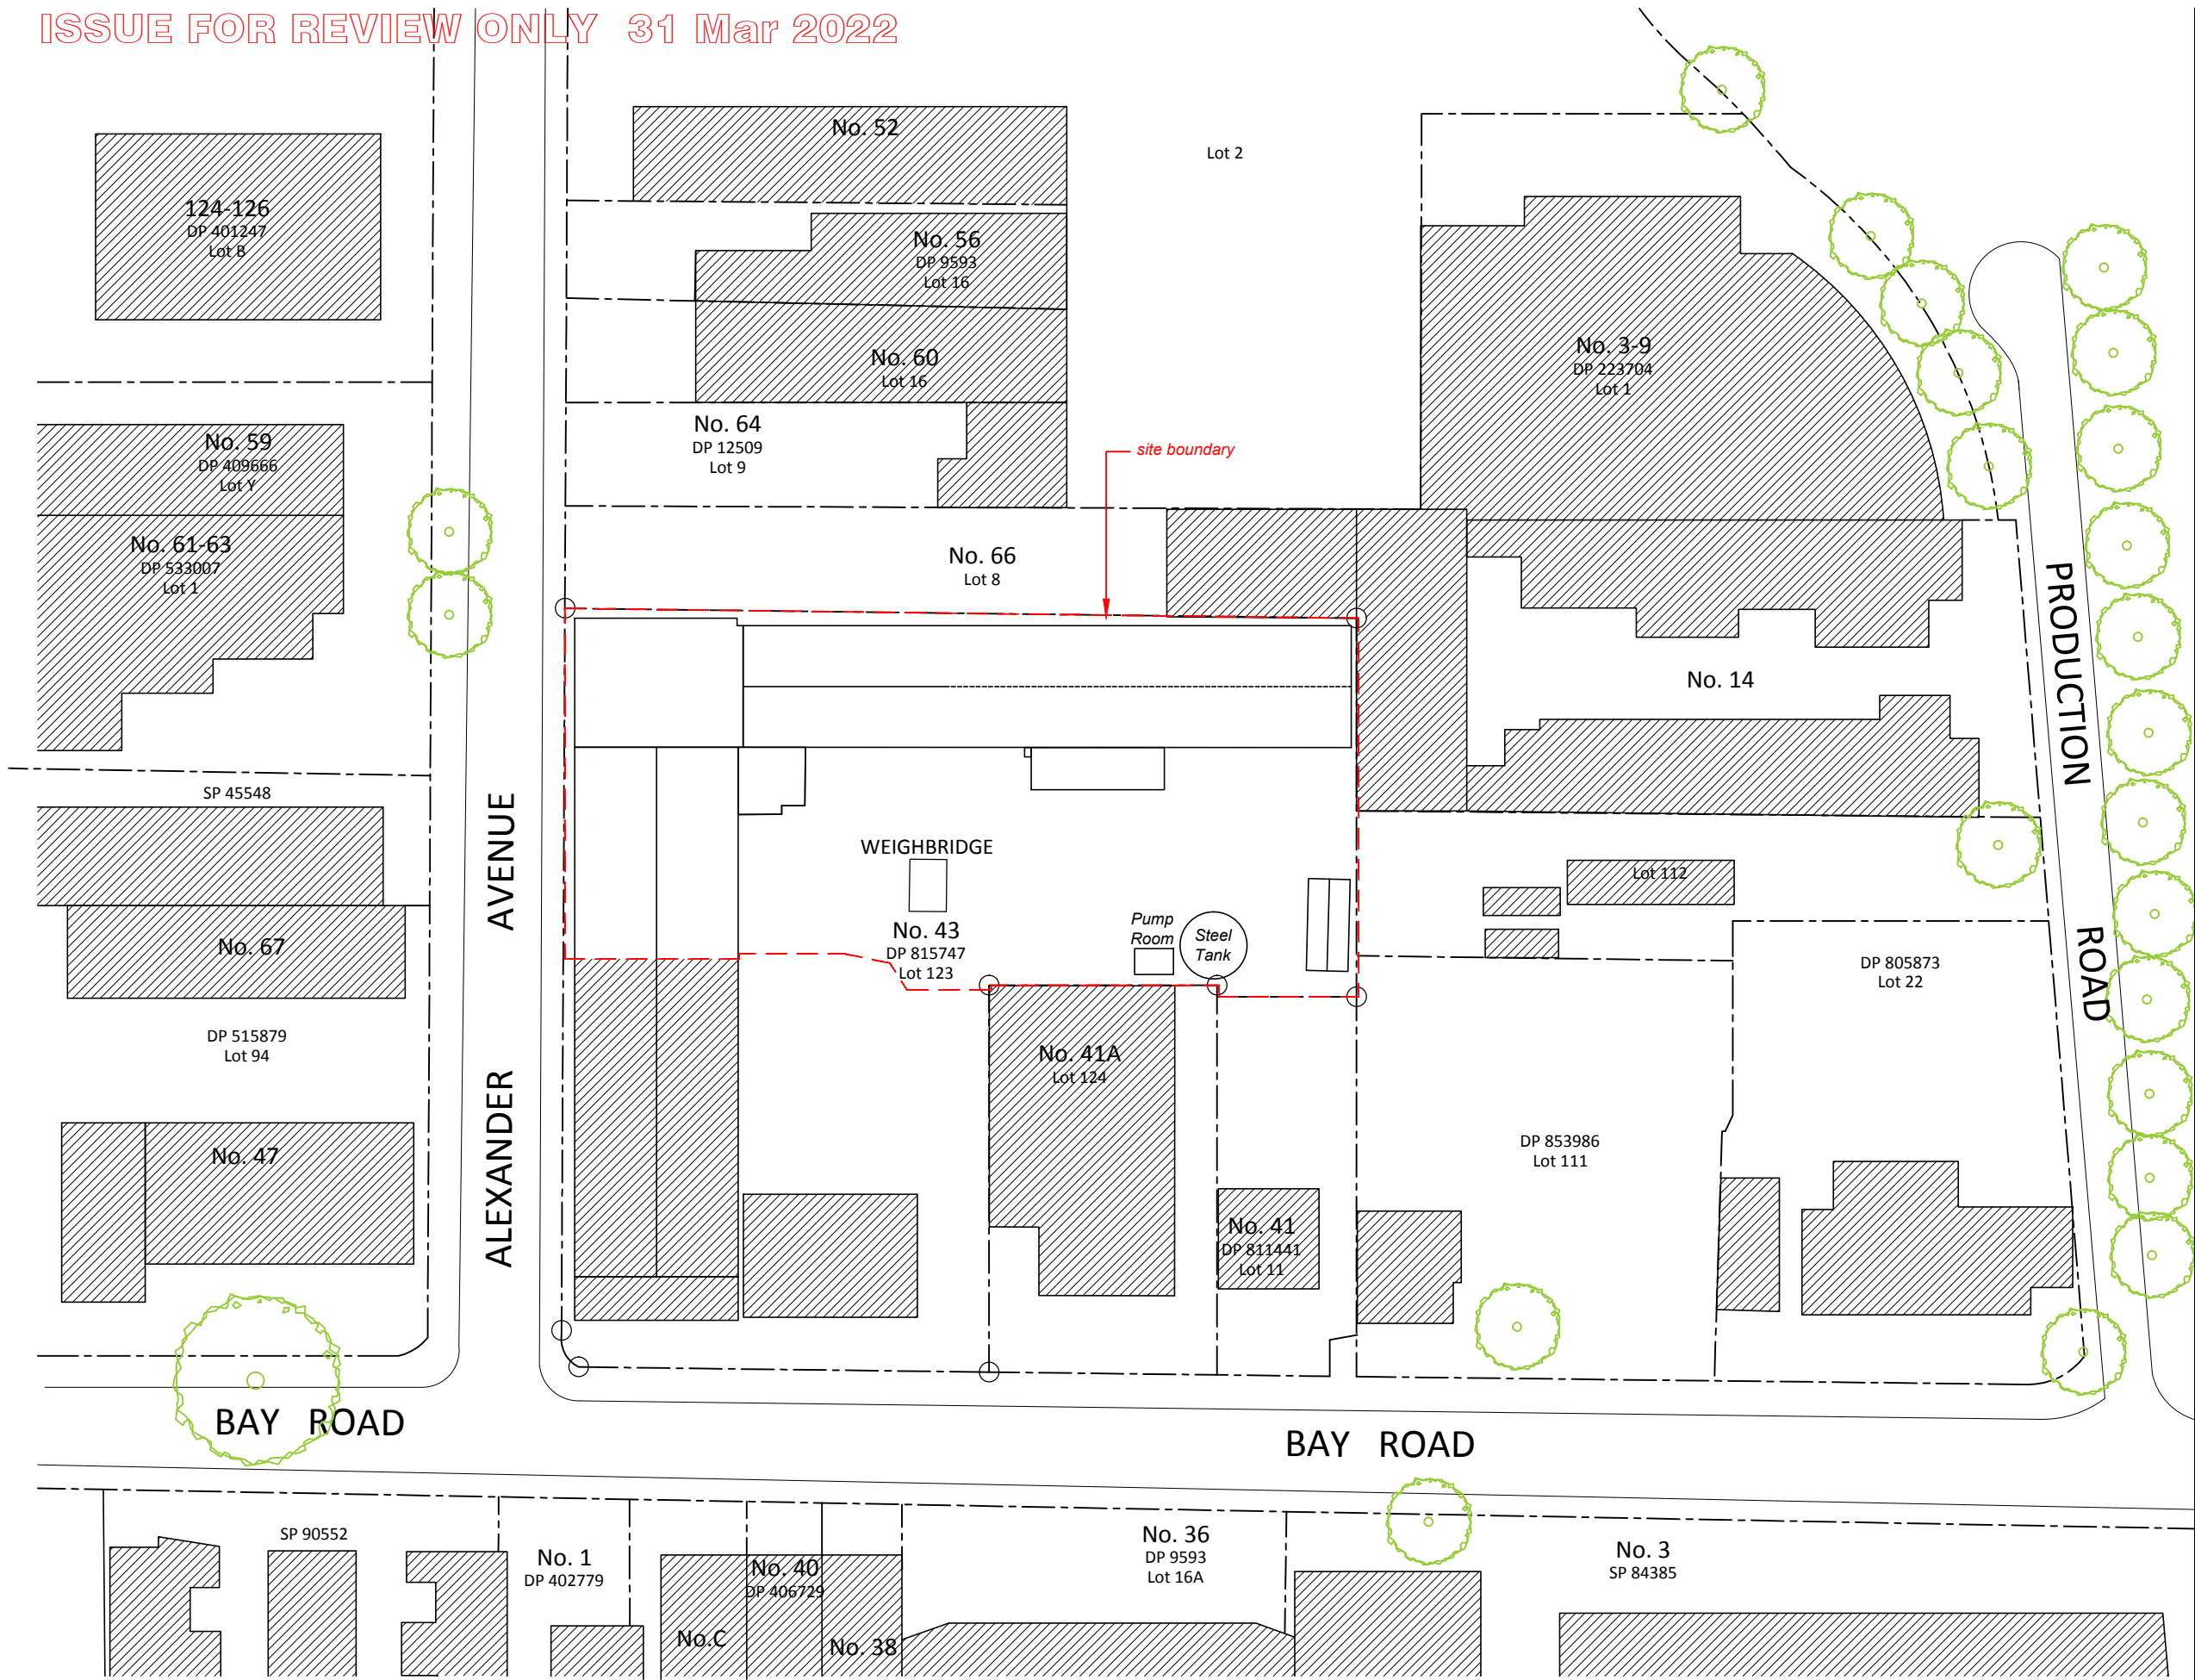 ISSUE FOR REVIEW ONLY 31 Mar 2022
No. 52
Lot 2
124-126
DP 401247
Lot B
No. 56
DP 9593
Lot 16
No. 60
Lot 16
No. 3-9
DP 223704
Lot 1
No. 64
DP 12509
Lot 9
site boundary
No. 59
DP 409666
Lot Y
No. 61-63
DP 533007
Lot 1
No. 66
Lot 8
No. 14
PRODUCTION ROAD
SP 45548
ALEXANDER AVENUE
WEIGHBRIDGE
Lot 112
No. 67
No. 43
DP 815747
Lot 123
Pump
Room
Steel
Tank
DP 805873
Lot 22
DP 515879
Lot 94
No. 41A
Lot 124
No. 47
DP 853986
Lot 111
No. 41
DP 811441
Lot 11
BAY ROAD
BAY ROAD
SP 90552
No. 1
DP 402779
No. 40
DP 406729
No. 36
DP 9593
Lot 16A
No. 3
SP 84385
No.C
No. 38